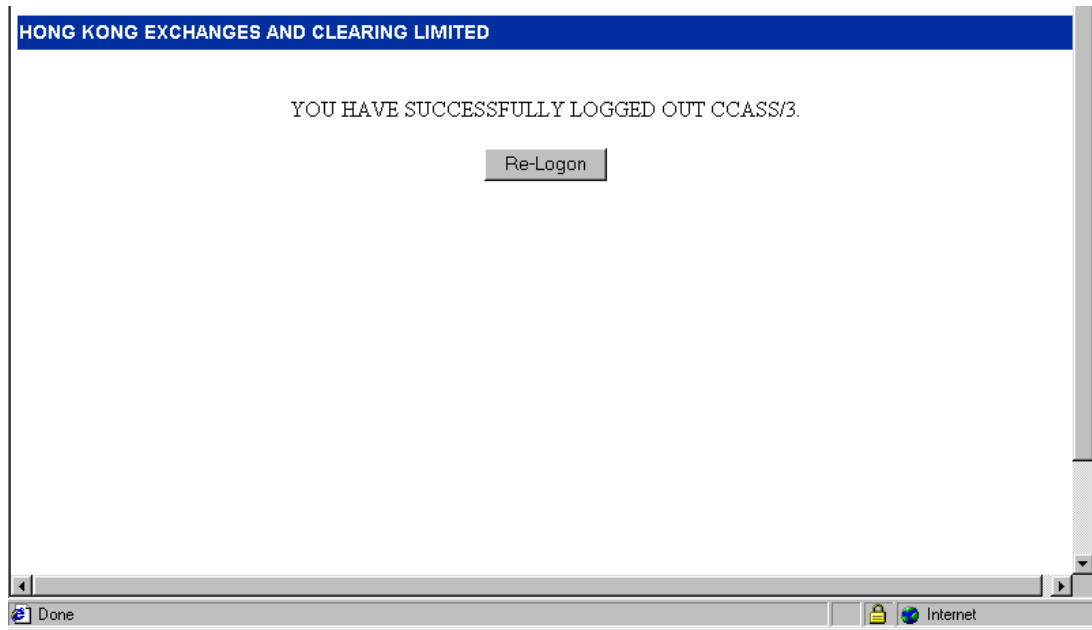 HONG KONG EXCHANGES AND CLEARING LIMITED
YOU HAVE SUCCESSFULLY LOGGED OUT CCASS/3.
Re-Logon
Done
Internet